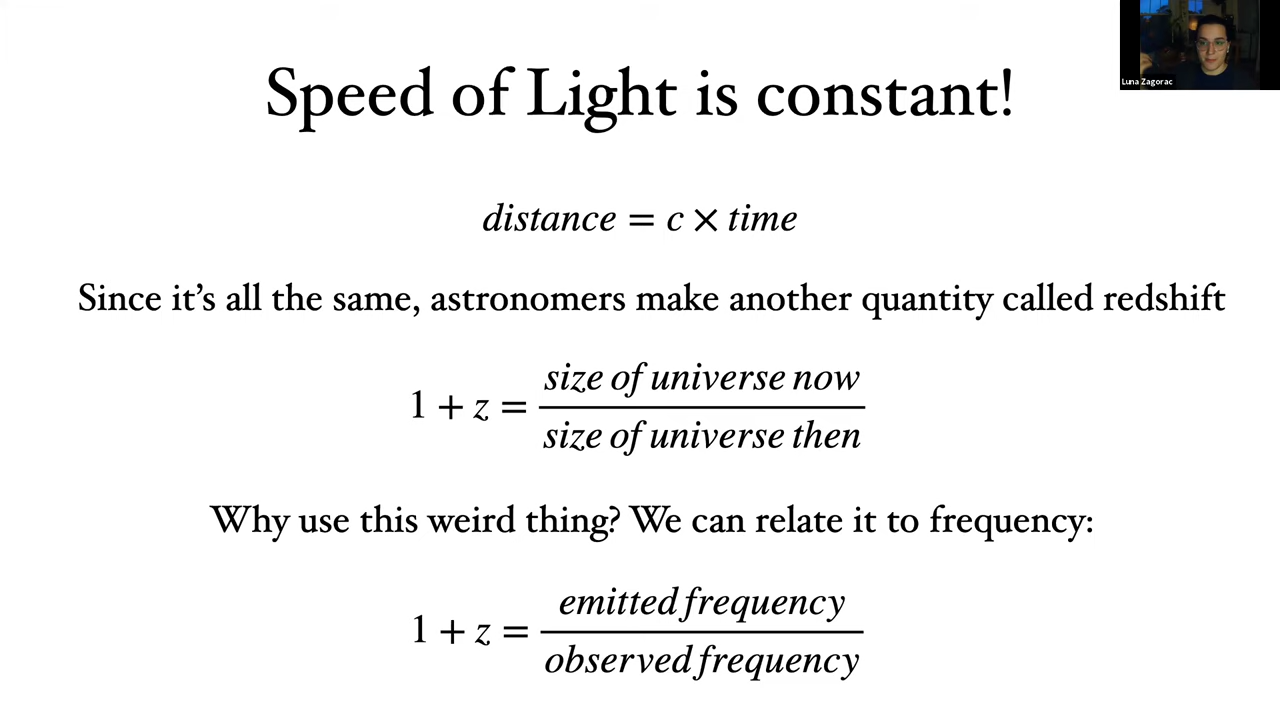 Luna Zagorac
Speed of Light is constant!
distance = c × time
Since it's all the same, astronomers make another quantity called redshift
1 + z = size of universe now
size of universe then
Why use this weird thing? We can relate it to frequency:
1 + z = emitted frequency
observed frequency